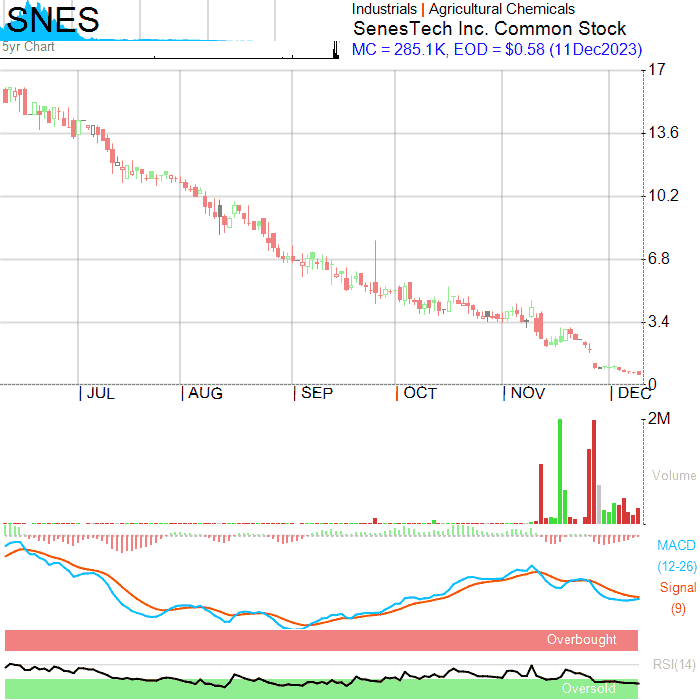 SNES
5yr Chart
Industrials | Agricultural Chemicals
SenesTech Inc. Common Stock
MC = 285.1K, EOD = $0.58 (11Dec2023)
17
13.6
10.2
6.8
3.4
0
JUL
AUG
SEP
OCT
NOV
DEC
2M
Volume
MACD
(12-26)
Signal
(9)
Overbought
RSI(14)
Oversold